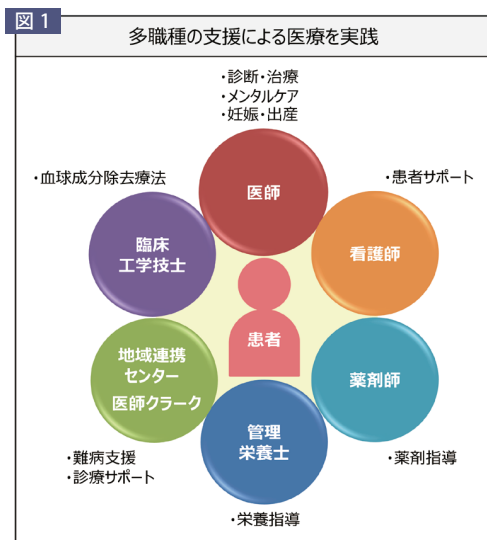 図 1
多職種の支援による医療を実践
・診断・治療
・メンタルケア
・妊娠・出産
医師
・患者サポート
看護師
薬剤師
・薬剤指導
管理
栄養士
・栄養指導
地域連携
センター
医師クラーク
・難病支援
・診療サポート
・血球成分除去療法
臨床
工学技士
患者